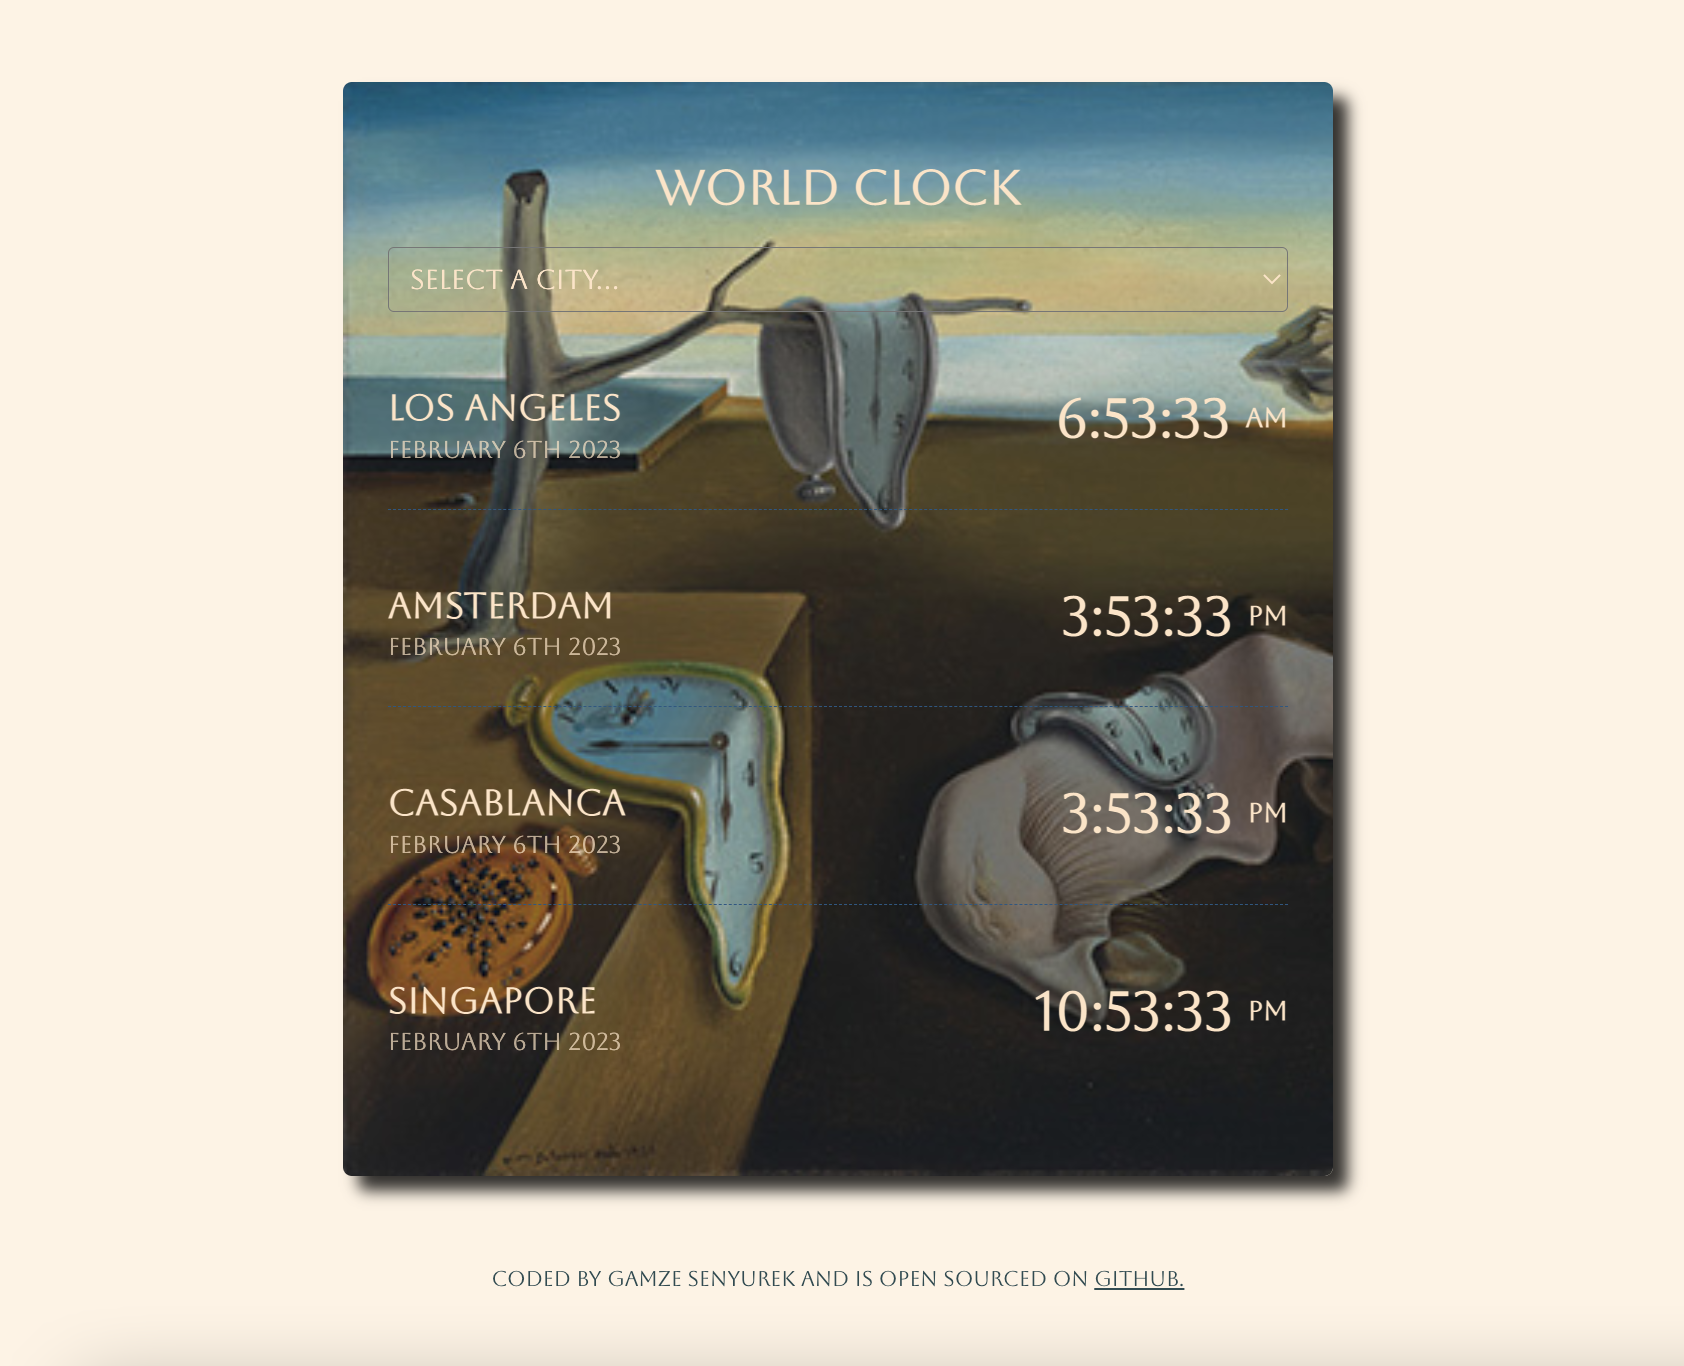 WORLD CLOCK
SELECT A CITY...
LOS ANGELES
6:53:33 AM
FEBRUARY 6TH 2023
AMSTERDAM
3:53:33 PM
FEBRUARY 6TH 2023
CASABLANCA
3:53:33 PM
FEBRUARY 6TH 2023
SINGAPORE
10:53:33 PM
FEBRUARY 6TH 2023
CODED BY GAMZE SENYUREK AND IS OPEN SOURCED ON GITHUB.